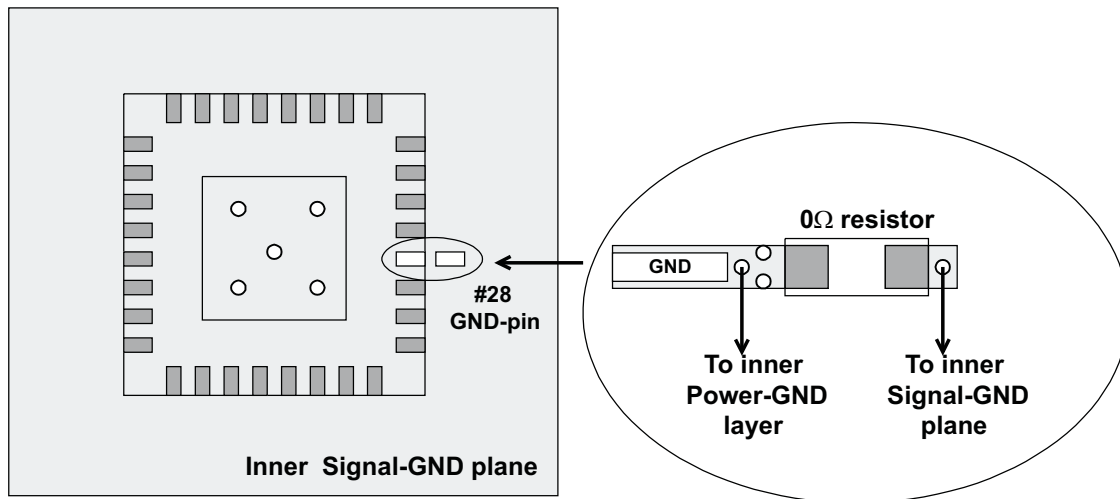 #28
GND-pin
Inner Signal-GND plane
0Ω resistor
GND
To inner
Power-GND
layer
To inner
Signal-GND
plane